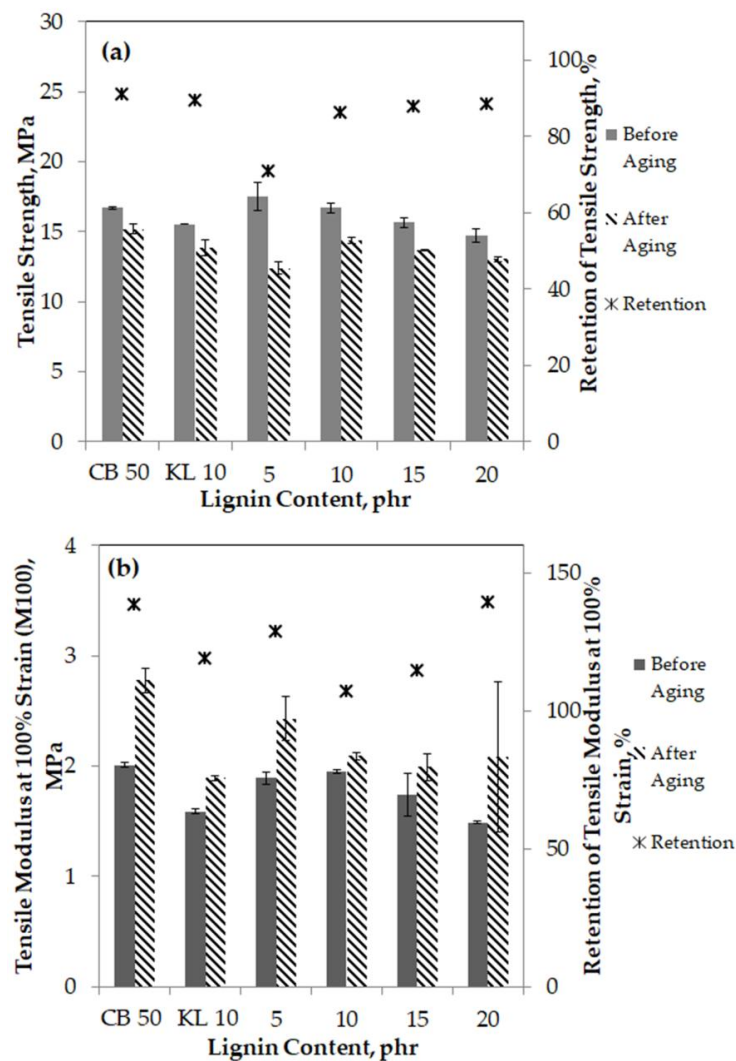 (a)
Tensile Strength, MPa
30
25
20
15
10
5
0
Retention of Tensile Strength, %
100
80
60
40
20
0
Before
Aging
After
Aging
Retention
CB 50 KL 10 5 10 15 20
Lignin Content, phr
(b)
Tensile Modulus at 100% Strain (M100),
MPa
4
3
2
1
0
Retention of Tensile Modulus at 100%
Strain, %
150
100
50
0
Before
Aging
After
Aging
Retention
CB 50 KL 10 5 10 15 20
Lignin Content, phr